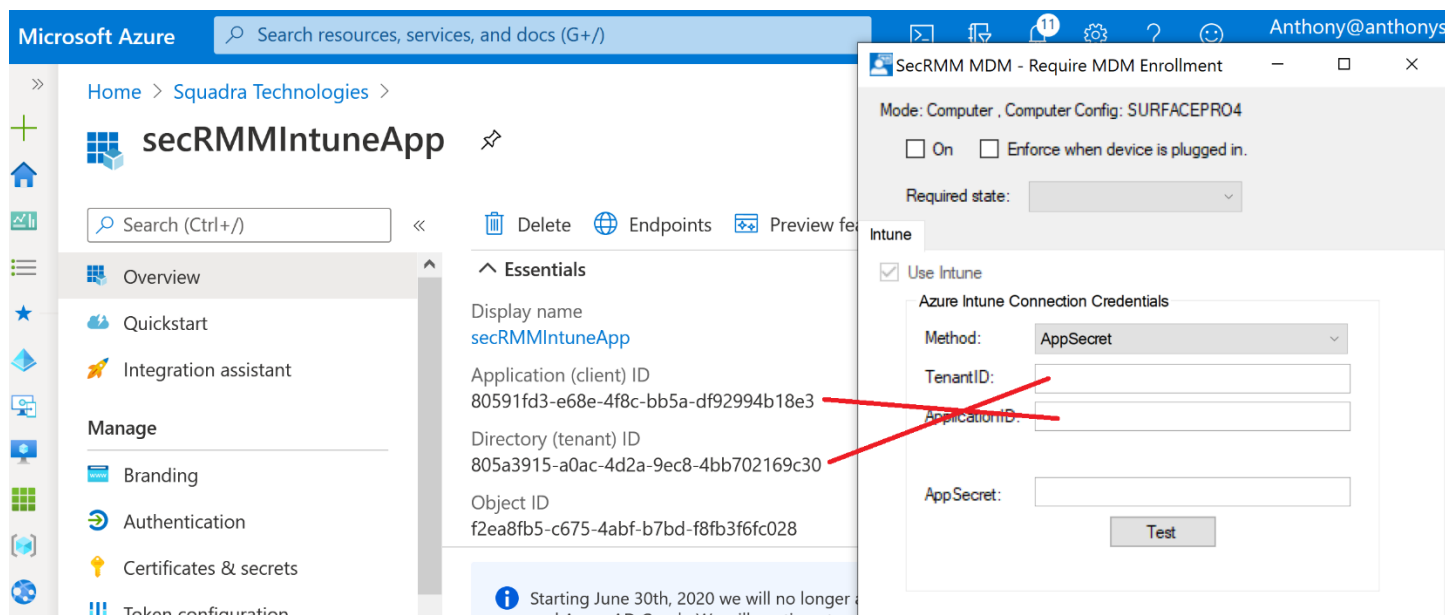 Microsoft Azure
Search resources, services, and docs (G+/)
11
Anthony@anthonys
Home > Squadra Technologies >
secRMMIntuneApp
Search (Ctrl+/)
«
Overview
Quickstart
Integration assistant
Manage
Branding
Authentication
Certificates & secrets
Token configuration
Delete
Endpoints
Preview fea
Essentials
Display name
secRMMIntuneApp
Application (client) ID
80591fd3-e68e-4f8c-bb5a-df92994b18e3
Directory (tenant) ID
805a3915-a0ac-4d2a-9ec8-4bb702169c30
Object ID
f2ea8fb5-c675-4abf-b7bd-f8fb3f6fc028
Starting June 30th, 2020 we will no longer a
SecRMM MDM - Require MDM Enrollment
Mode: Computer , Computer Config: SURFACEPRO4
On
Enforce when device is plugged in.
Required state:
Intune
Use Intune
Azure Intune Connection Credentials
Method:
AppSecret
TenantID:
ApplicationID:
AppSecret:
Test